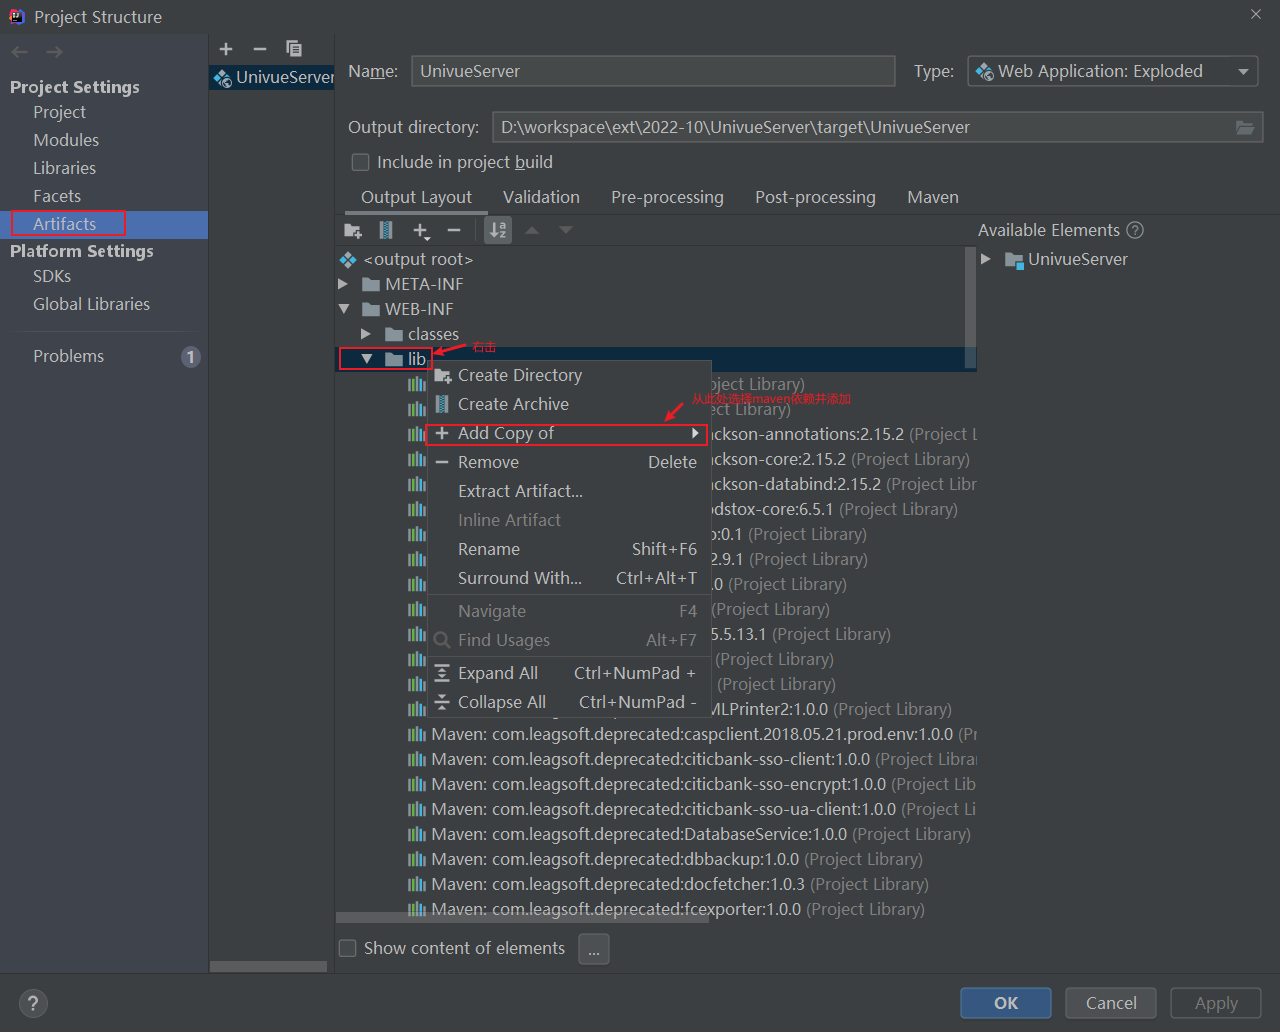 Project Structure
Project Settings
Project
Modules
Libraries
Facets
Artifacts
Platform Settings
SDKs
Global Libraries
Problems
1
UnivueServer
Name:
UnivueServer
Type:
Web Application: Exploded
Output directory:
D:\workspace\ext\2022-10\UnivueServer\target\UnivueServer
Include in project build
Output Layout
Validation
Pre-processing
Post-processing
Maven
Available Elements
?
<output root>
UnivueServer
META-INF
WEB-INF
classes
lib
右击
Create Directory
ject Library)
从此处选择maven依赖并添加
Create Archive
ct Library)
Add Copy of
ckson-annotations:2.15.2 (Project L
ckson-core:2.15.2 (Project Library)
Remove
Delete
ckson-databind:2.15.2 (Project Libr
Extract Artifact...
dstox-core:6.5.1 (Project Library)
Inline Artifact
:0.1 (Project Library)
Rename
Shift+F6
2.9.1 (Project Library)
Surround With...
Ctrl+Alt+T
.0 (Project Library)
Navigate
F4
(Project Library)
Find Usages
Alt+F7
5.5.13.1 (Project Library)
(Project Library)
Expand All
Ctrl+NumPad +
(Project Library)
Collapse All
Ctrl+NumPad -
MLPrinter2:1.0.0 (Project Library)
Maven: com.leagsoft.deprecated:caspclient.2018.05.21.prod.env:1.0.0 (Pr
Maven: com.leagsoft.deprecated:citicbank-sso-client:1.0.0 (Project Librar
Maven: com.leagsoft.deprecated:citicbank-sso-encrypt:1.0.0 (Project Lib
Maven: com.leagsoft.deprecated:citicbank-sso-ua-client:1.0.0 (Project Li
Maven: com.leagsoft.deprecated:DatabaseService:1.0.0 (Project Library)
Maven: com.leagsoft.deprecated:dbbackup:1.0.0 (Project Library)
Maven: com.leagsoft.deprecated:docfetcher:1.0.3 (Project Library)
Maven: com.leagsoft.deprecated:fcexporter:1.0.0 (Project Library)
Show content of elements
...
?
OK
Cancel
Apply